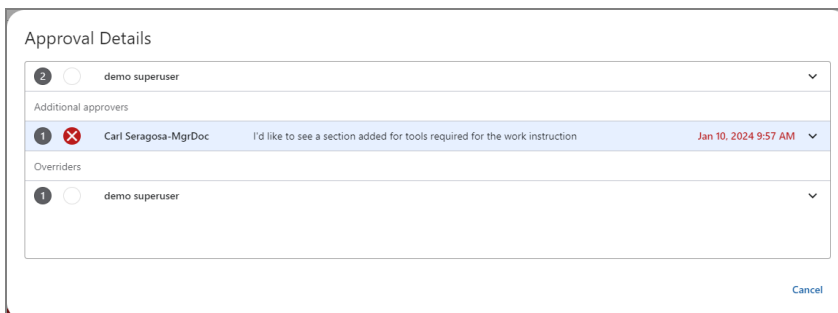 Approval Details
2 demo superuser
Additional approvers
1 Carl Seragosa-MgrDoc I'd like to see a section added for tools required for the work instruction Jan 10, 2024 9:57 AM
Overriders
1 demo superuser
Cancel